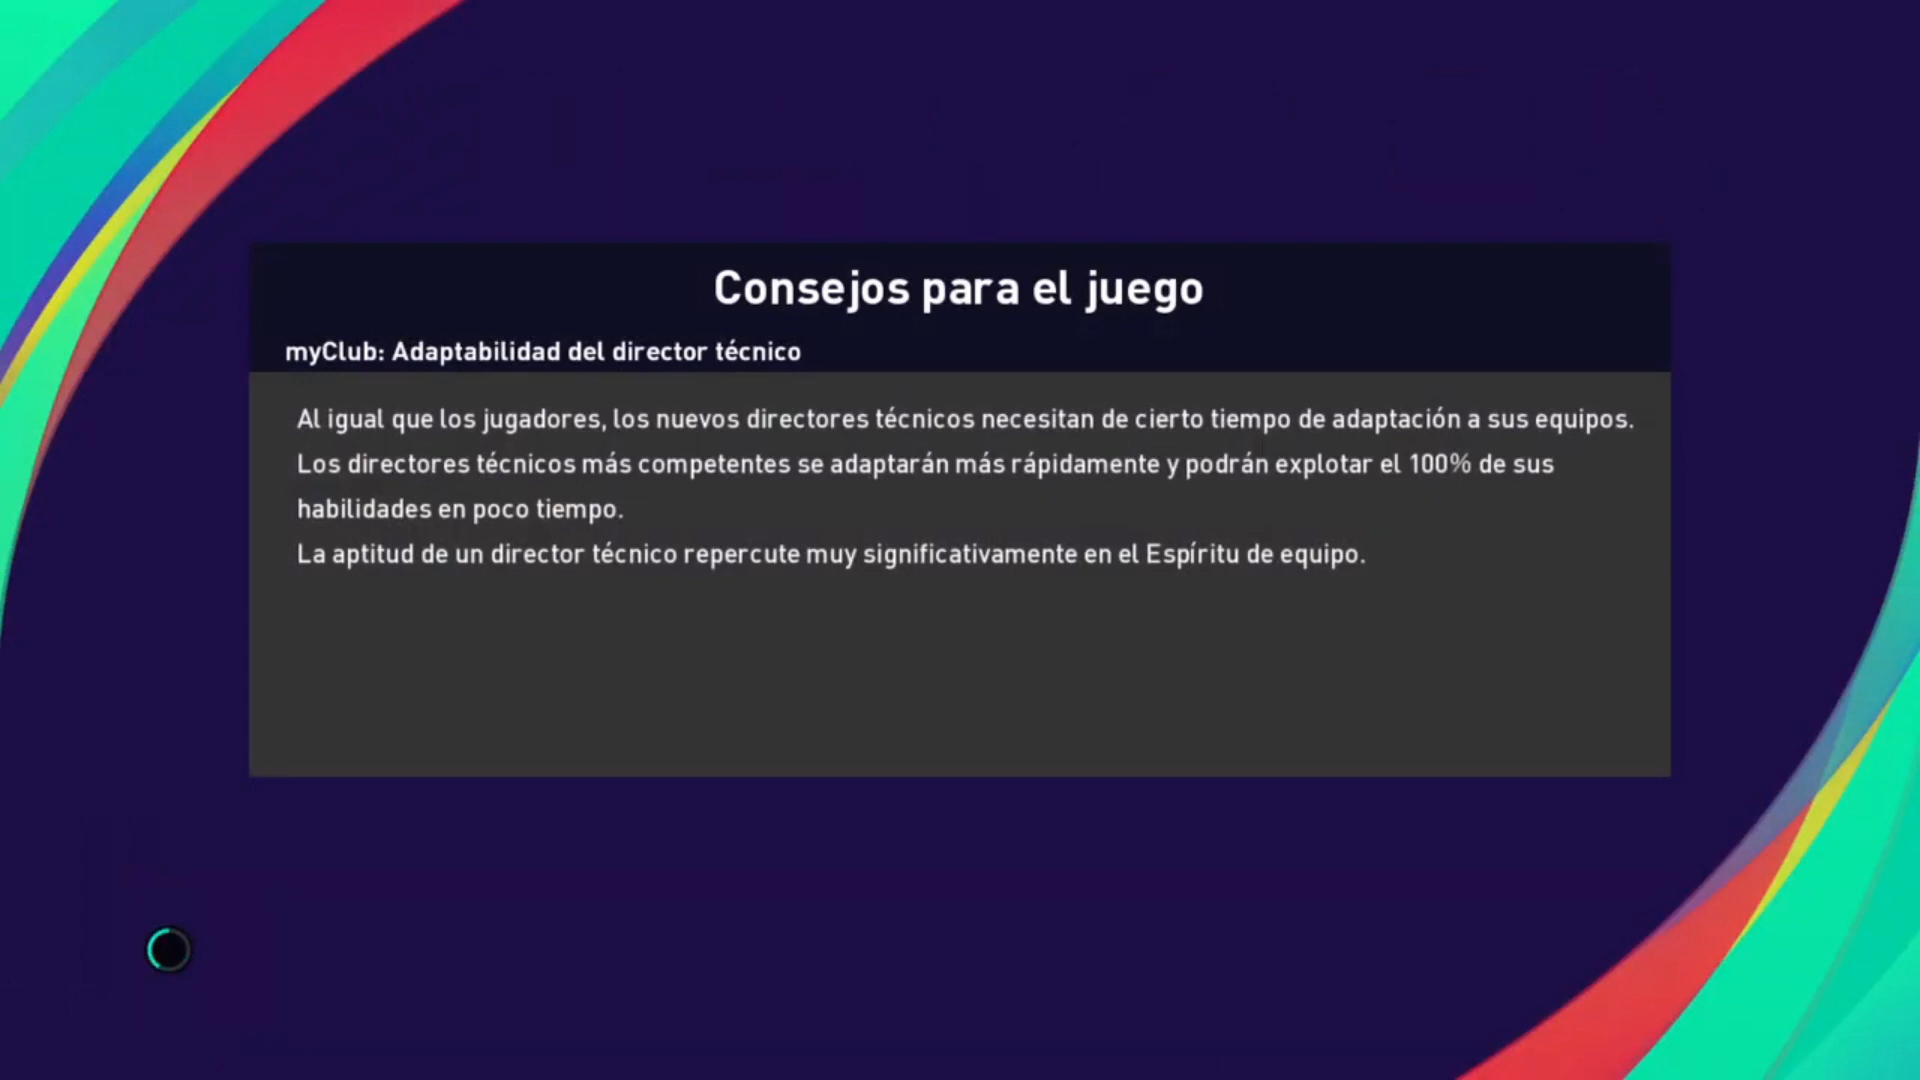 Consejos para el juego
myClub: Adaptabilidad del director técnico
Al igual que los jugadores, los nuevos directores técnicos necesitan de cierto tiempo de adaptación a sus equipos.
Los directores técnicos más competentes se adaptarán más rápidamente y podrán explotar el 100% de sus
habilidades en poco tiempo.
La aptitud de un director técnico repercute muy significativamente en el Espíritu de equipo.